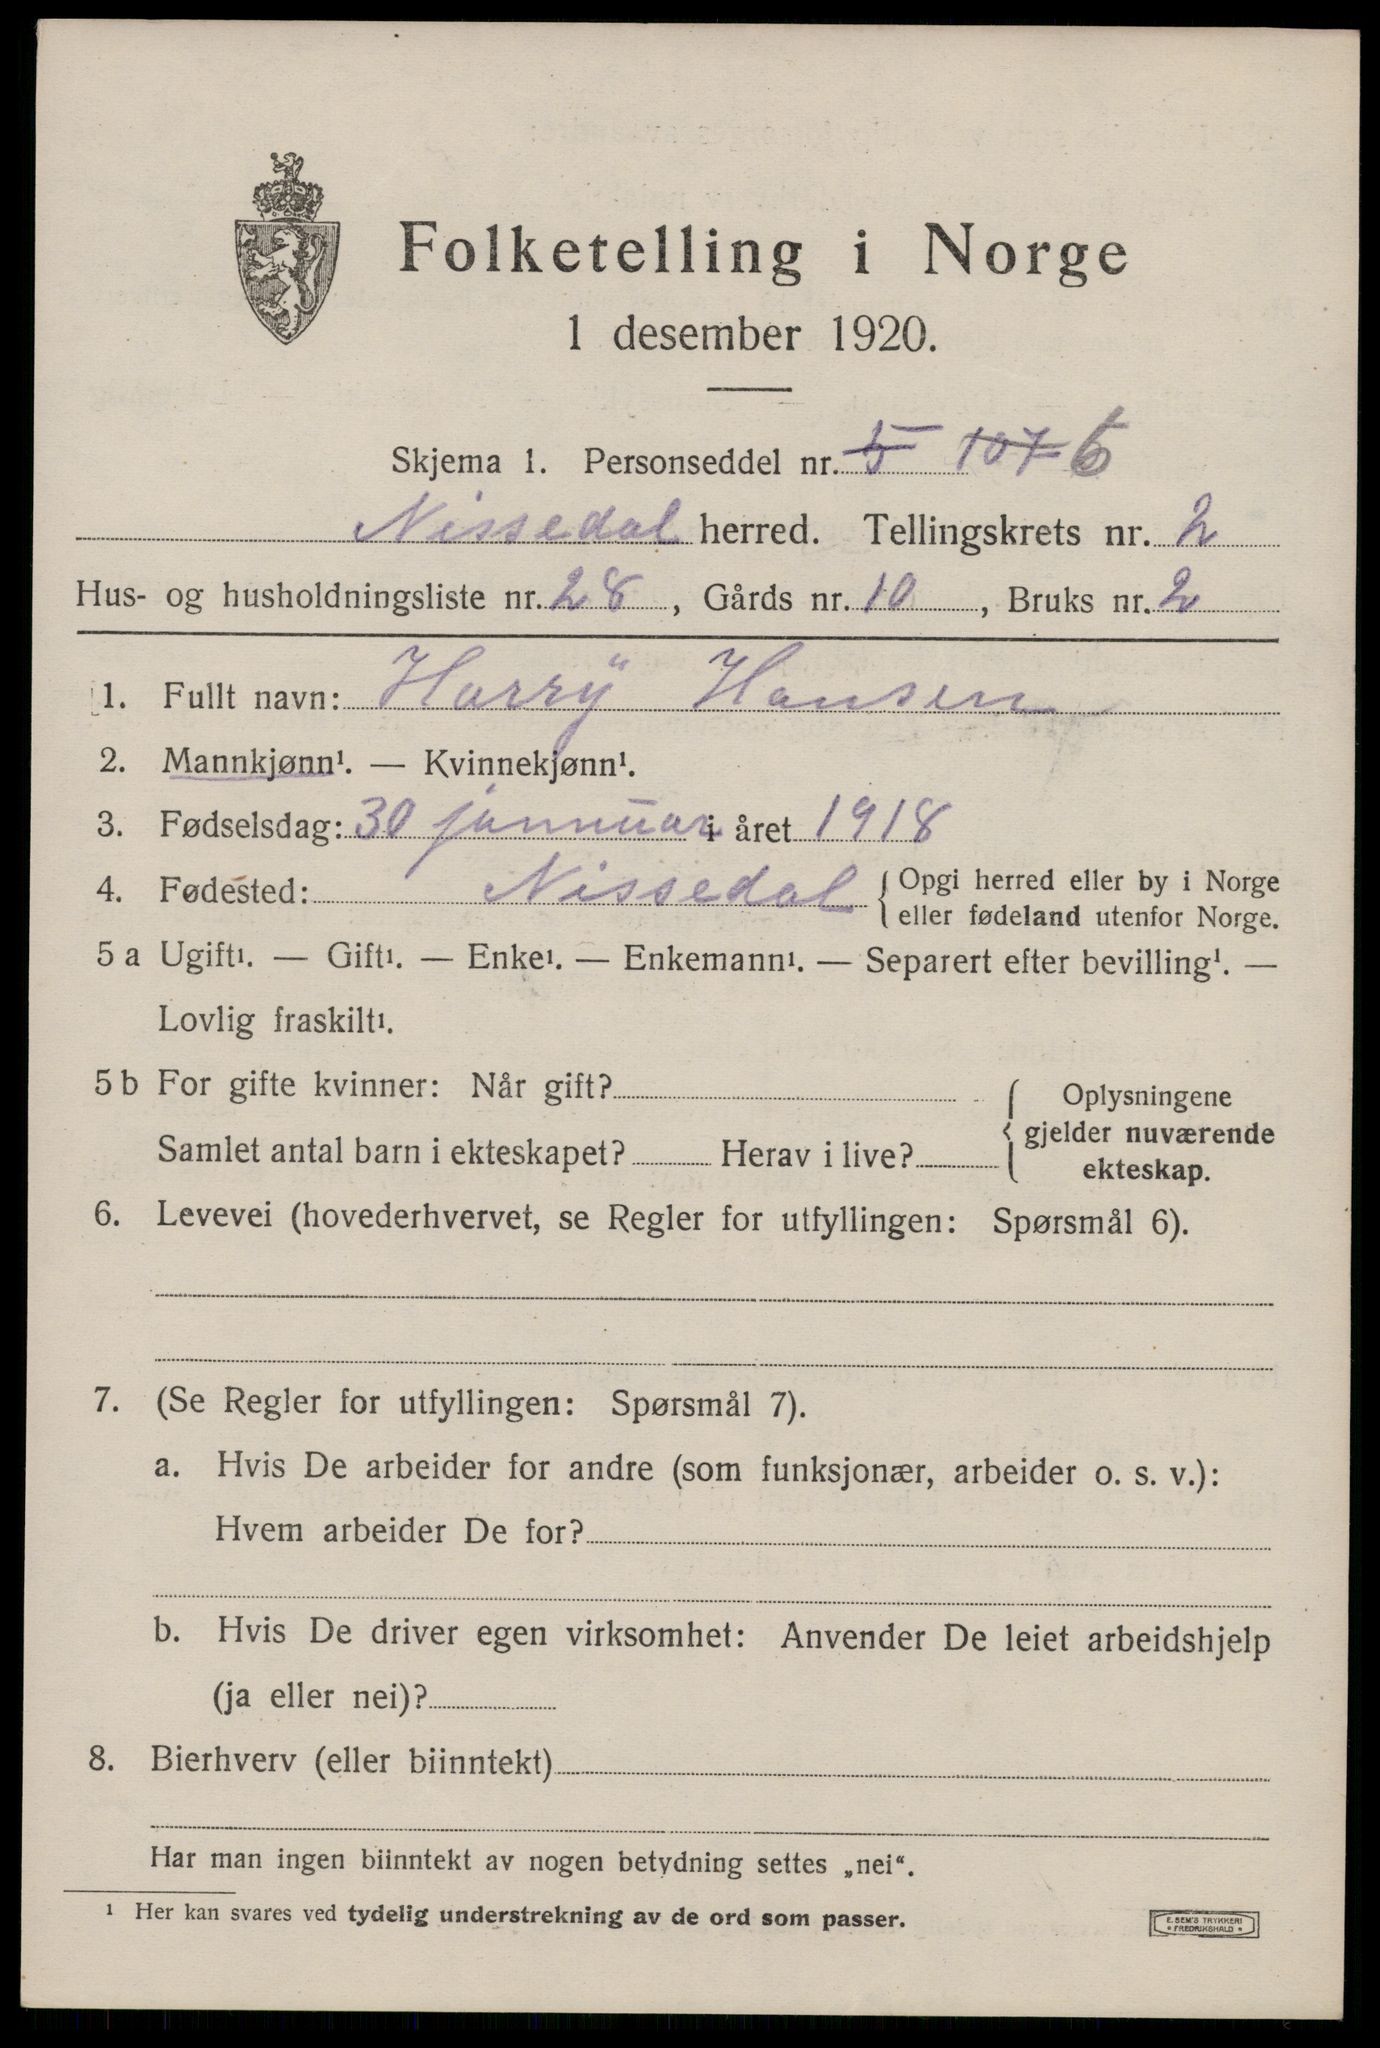 Folketelling i Norge
1 desember 1920.
Skjema 1. Personseddel nr. 5 107 6
Nissedal herred. Tellingskrets nr. 2
Hus- og husholdningsliste nr. 28, Gårds nr. 10, Bruks nr. 2
1. Fullt navn: Harry Hansen
2. Mannkjønn¹. — Kvinnekjønn¹.
3. Fødselsdag: 30 januar i året 1918
4. Fødested: Nissedal { Opgi herred eller by i Norge
eller fødeland utenfor Norge.
5 a Ugift¹. — Gift¹. — Enke¹. — Enkemann¹. — Separert efter bevilling¹. —
Lovlig fraskilt¹.
5 b For gifte kvinner: Når gift?
Samlet antal barn i ekteskapet? Herav i live?
Oplysningene
gjelder nuværende
ekteskap.
6. Levevei (hovederhvervet, se Regler for utfyllingen: Spørsmål 6).
7. (Se Regler for utfyllingen: Spørsmål 7).
a. Hvis De arbeider for andre (som funksjonær, arbeider o. s. v.):
Hvem arbeider De for?
b. Hvis De driver egen virksomhet: Anvender De leiet arbeidshjelp
(ja eller nei)?
8. Bierhverv (eller biinntekt)
Har man ingen biinntekt av nogen betydning settes „nei“.
¹ Her kan svares ved tydelig understrekning av de ord som passer.
E. SEM'S TRYKKERI
• FREDRIKSHALD •